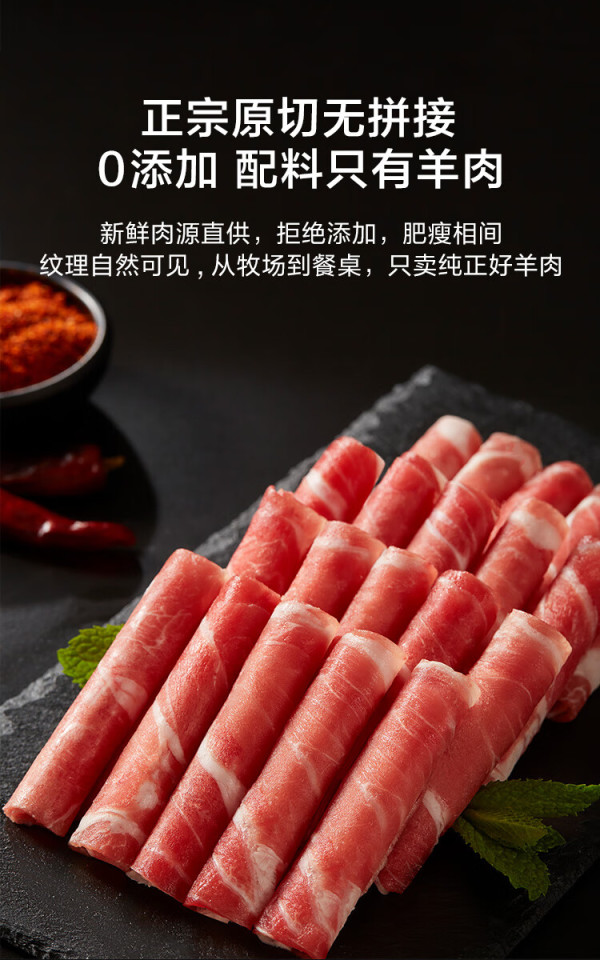 正宗原切无拼接
0添加 配料只有羊肉
新鲜肉源直供，拒绝添加，肥瘦相间
纹理自然可见，从牧场到餐桌，只卖纯正好羊肉